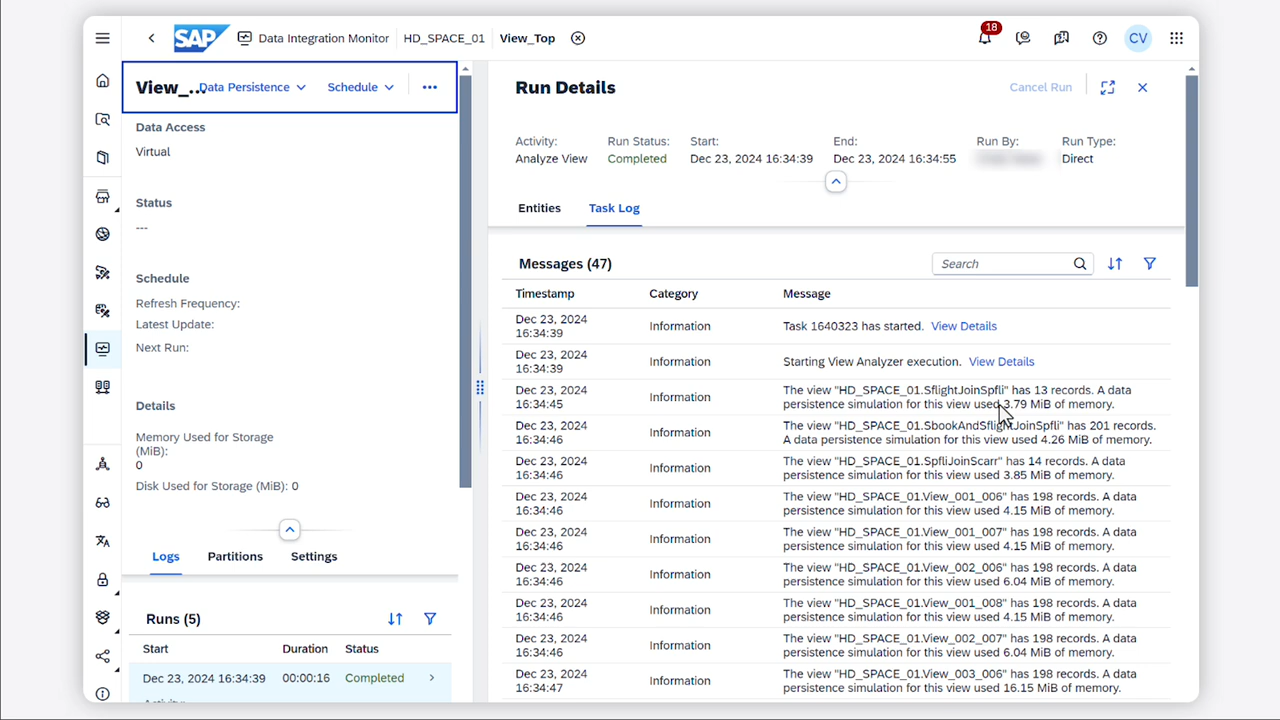 SAP
Data Integration Monitor
HD_SPACE_01
View_Top
18
CV
View_...
Data Persistence
Schedule
Data Access
Virtual
Status
---
Schedule
Refresh Frequency:
Latest Update:
Next Run:
Details
Memory Used for Storage
(MiB):
0
Disk Used for Storage (MiB): 0
Logs
Partitions
Settings
Runs (5)
Start Duration Status
Dec 23, 2024 16:34:39 00:00:16 Completed
Run Details
Cancel Run
Activity: Run Status: Start: End: Run By: Run Type:
Analyze View Completed Dec 23, 2024 16:34:39 Dec 23, 2024 16:34:55 Direct
Entities
Task Log
Messages (47)
Search
Timestamp Category Message
Dec 23, 2024
16:34:39
Information
Task 1640323 has started. View Details
Dec 23, 2024
16:34:39
Information
Starting View Analyzer execution. View Details
Dec 23, 2024
16:34:45
Information
The view "HD_SPACE_01.SflightJoinSpfli" has 13 records. A data
persistence simulation for this view used 3.79 MiB of memory.
Dec 23, 2024
16:34:46
Information
The view "HD_SPACE_01.SbookAndSflightJoinSpfli" has 201 records.
A data persistence simulation for this view used 4.26 MiB of memory.
Dec 23, 2024
16:34:46
Information
The view "HD_SPACE_01.SpfliJoinScarr" has 14 records. A data
persistence simulation for this view used 3.85 MiB of memory.
Dec 23, 2024
16:34:46
Information
The view "HD_SPACE_01.View_001_006" has 198 records. A data
persistence simulation for this view used 4.15 MiB of memory.
Dec 23, 2024
16:34:46
Information
The view "HD_SPACE_01.View_001_007" has 198 records. A data
persistence simulation for this view used 4.15 MiB of memory.
Dec 23, 2024
16:34:46
Information
The view "HD_SPACE_01.View_002_006" has 198 records. A data
persistence simulation for this view used 6.04 MiB of memory.
Dec 23, 2024
16:34:46
Information
The view "HD_SPACE_01.View_001_008" has 198 records. A data
persistence simulation for this view used 4.15 MiB of memory.
Dec 23, 2024
16:34:46
Information
The view "HD_SPACE_01.View_002_007" has 198 records. A data
persistence simulation for this view used 6.04 MiB of memory.
Dec 23, 2024
16:34:47
Information
The view "HD_SPACE_01.View_003_006" has 198 records. A data
persistence simulation for this view used 16.15 MiB of memory.